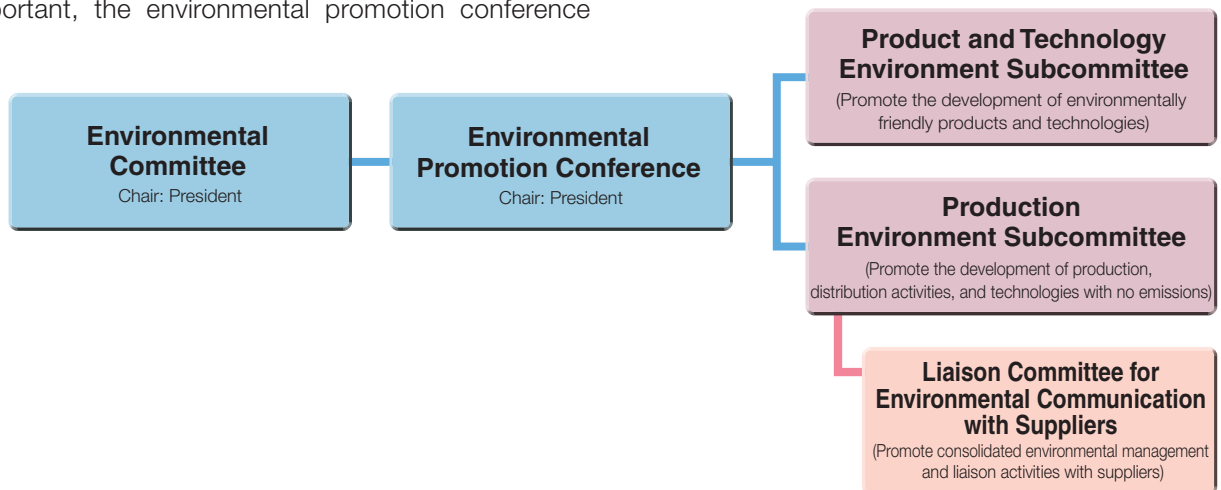 portant, the environmental promotion conference
Environmental
Committee
Chair: President
Environmental
Promotion Conference
Chair: President
Product and Technology
Environment Subcommittee
(Promote the development of environmentally
friendly products and technologies)
Production
Environment Subcommittee
(Promote the development of production,
distribution activities, and technologies with no emissions)
Liaison Committee for
Environmental Communication
with Suppliers
(Promote consolidated environmental management
and liaison activities with suppliers)